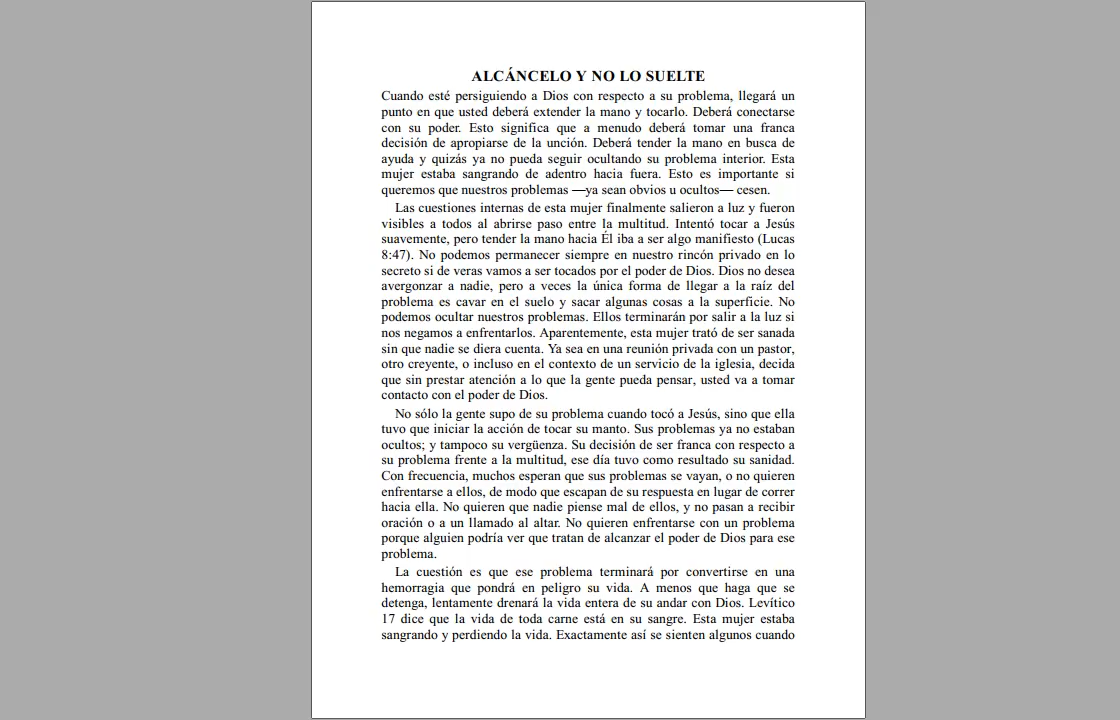 ALCÁNCELO Y NO LO SUELTE
Cuando esté persiguiendo a Dios con respecto a su problema, llegará un
punto en que usted deberá extender la mano y tocarlo. Deberá conectarse
con su poder. Esto significa que a menudo deberá tomar una franca
decisión de apropiarse de la unción. Deberá tender la mano en busca de
ayuda y quizás ya no pueda seguir ocultando su problema interior. Esta
mujer estaba sangrando de adentro hacia fuera. Esto es importante si
queremos que nuestros problemas —ya sean obvios u ocultos— cesen.
Las cuestiones internas de esta mujer finalmente salieron a luz y fueron
visibles a todos al abrirse paso entre la multitud. Intentó tocar a Jesús
suavemente, pero tender la mano hacia Él iba a ser algo manifiesto (Lucas
8:47). No podemos permanecer siempre en nuestro rincón privado en lo
secreto si de veras vamos a ser tocados por el poder de Dios. Dios no desea
avergonzar a nadie, pero a veces la única forma de llegar a la raíz del
problema es cavar en el suelo y sacar algunas cosas a la superficie. No
podemos ocultar nuestros problemas. Ellos terminarán por salir a la luz si
nos negamos a enfrentarlos. Aparentemente, esta mujer trató de ser sanada
sin que nadie se diera cuenta. Ya sea en una reunión privada con un pastor,
otro creyente, o incluso en el contexto de un servicio de la iglesia, decida
que sin prestar atención a lo que la gente pueda pensar, usted va a tomar
contacto con el poder de Dios.
No sólo la gente supo de su problema cuando tocó a Jesús, sino que ella
tuvo que iniciar la acción de tocar su manto. Sus problemas ya no estaban
ocultos; y tampoco su vergüenza. Su decisión de ser franca con respecto a
su problema frente a la multitud, ese día tuvo como resultado su sanidad.
Con frecuencia, muchos esperan que sus problemas se vayan, o no quieren
enfrentarse a ellos, de modo que escapan de su respuesta en lugar de correr
hacia ella. No quieren que nadie piense mal de ellos, y no pasan a recibir
oración o a un llamado al altar. No quieren enfrentarse con un problema
porque alguien podría ver que tratan de alcanzar el poder de Dios para ese
problema.
La cuestión es que ese problema terminará por convertirse en una
hemorragia que pondrá en peligro su vida. A menos que haga que se
detenga, lentamente drenará la vida entera de su andar con Dios. Levítico
17 dice que la vida de toda carne está en su sangre. Esta mujer estaba
sangrando y perdiendo la vida. Exactamente así se sienten algunos cuando